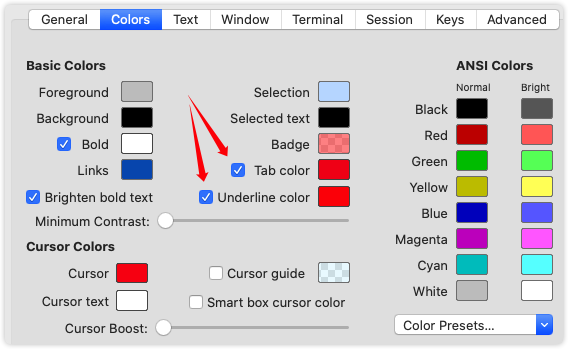 General Colors Text Window Terminal Session Keys Advanced
Basic Colors
Foreground
Background
Bold
Links
Brighten bold text
Selection
Selected text
Badge
Tab color
Underline color
Minimum Contrast:
Cursor Colors
Cursor
Cursor text
Cursor guide
Smart box cursor color
Cursor Boost:
ANSI Colors
Normal Bright
Black
Red
Green
Yellow
Blue
Magenta
Cyan
White
Color Presets...